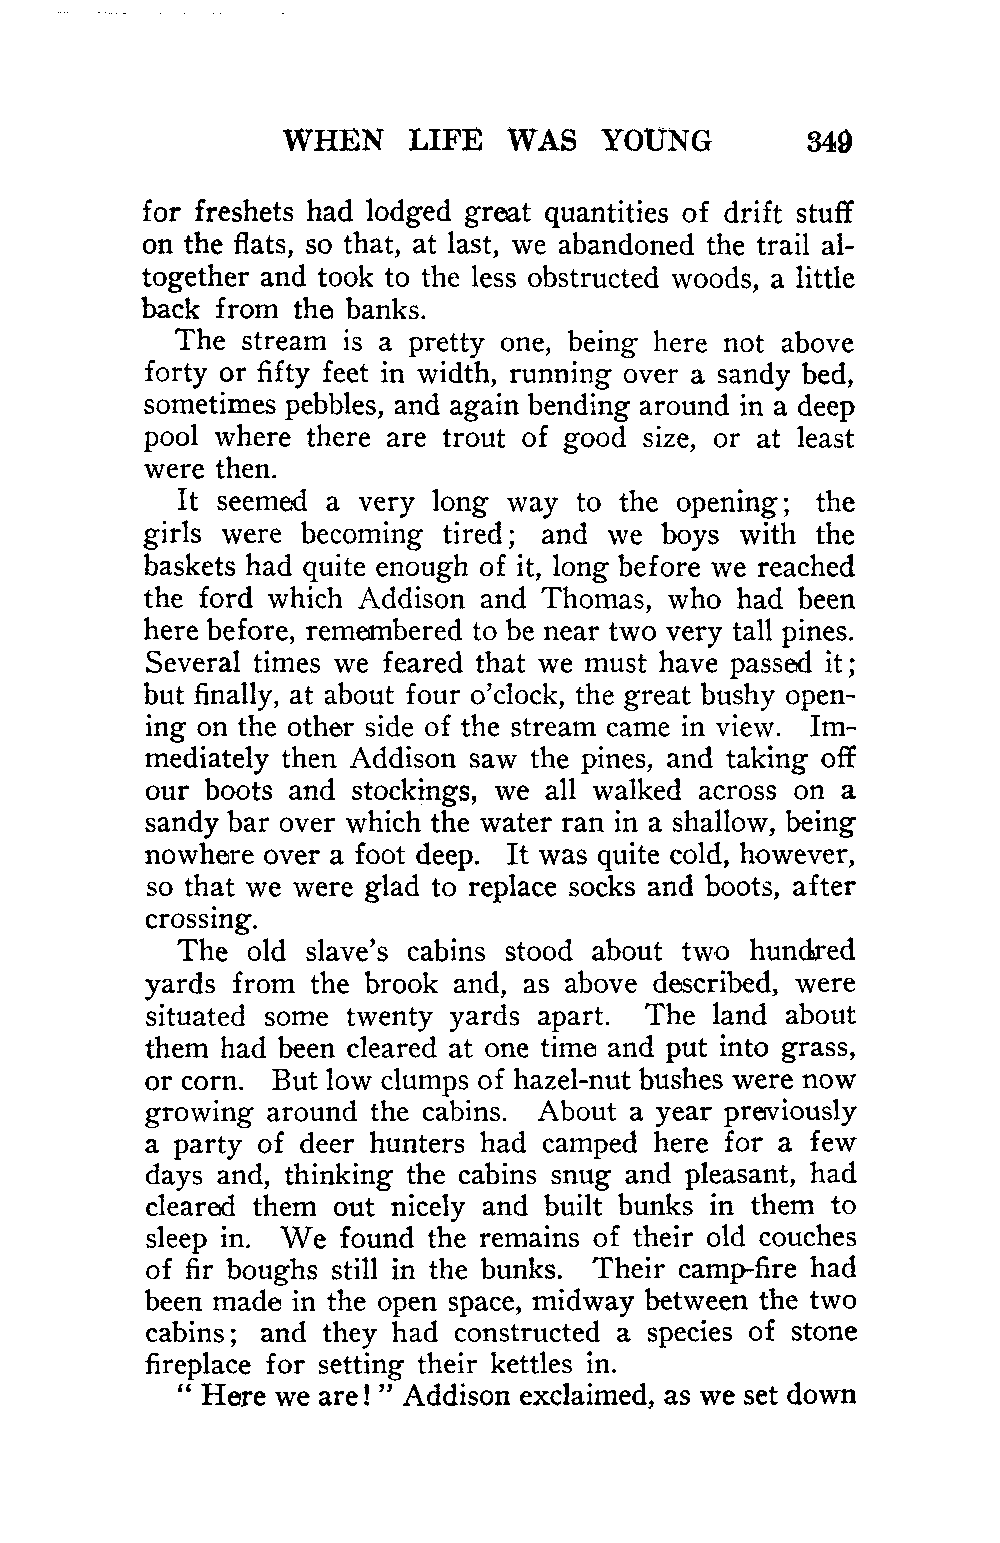 WHEN LIFE WAS YOUNG 349
for freshets had lodged great quantities of drift stuff
on the flats, so that, at last, we abandoned the trail al-
together and took to the less obstructed woods, a little
back from the banks.
The stream is a pretty one, being here not above
forty or fifty feet in width, running over a sandy bed,
sometimes pebbles, and again bending around in a deep
pool where there are trout of good size, or at least
were then.
It seemed a very long way to the opening; the
girls were becoming tired; and we boys with the
baskets had quite enough of it, long before we reached
the ford which Addison and Thomas, who had been
here before, remembered to be near two very tall pines.
Several times we feared that we must have passed it;
but finally, at about four o'clock, the great bushy open-
ing on the other side of the stream came in view. Im-
mediately then Addison saw the pines, and taking off
our boots and stockings, we all walked across on a
sandy bar over which the water ran in a shallow, being
nowhere over a foot deep. It was quite cold, however,
so that we were glad to replace socks and boots, after
crossing.
The old slave's cabins stood about two hundred
yards from the brook and, as above described, were
situated some twenty yards apart. The land about
them had been cleared at one time and put into grass,
or corn. But low clumps of hazel-nut bushes were now
growing around the cabins. About a year previously
a party of deer hunters had camped here for a few
days and, thinking the cabins snug and pleasant, had
cleared them out nicely and built bunks in them to
sleep in. We found the remains of their old couches
of fir boughs still in the bunks. Their camp-fire had
been made in the open space, midway between the two
cabins; and they had constructed a species of stone
fireplace for setting their kettles in.
" Here we are! " Addison exclaimed, as we set down